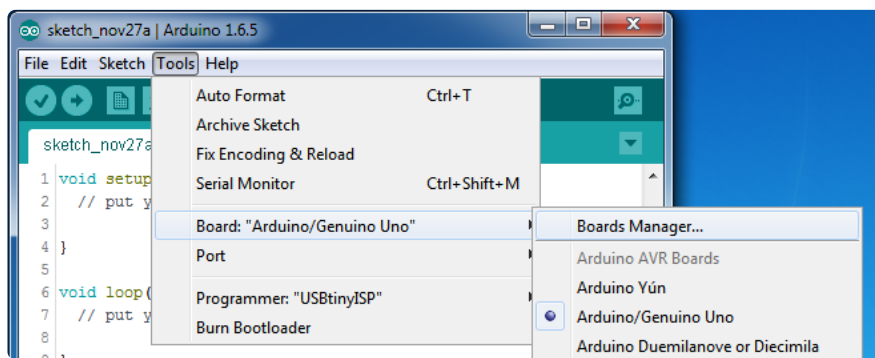 sketch_nov27a | Arduino 1.6.5
File Edit Sketch Tools Help
Auto Format Ctrl+T
Archive Sketch
Fix Encoding & Reload
Serial Monitor Ctrl+Shift+M
Board: "Arduino/Genuino Uno"
Port
Programmer: "USBtinyISP"
Burn Bootloader
Boards Manager...
Arduino AVR Boards
Arduino Yún
Arduino/Genuino Uno
Arduino Duemilanove or Diecimila
sketch_nov27a
1 void setup
2 // put y
3
4 }
5
6 void loop(
7 // put y
8